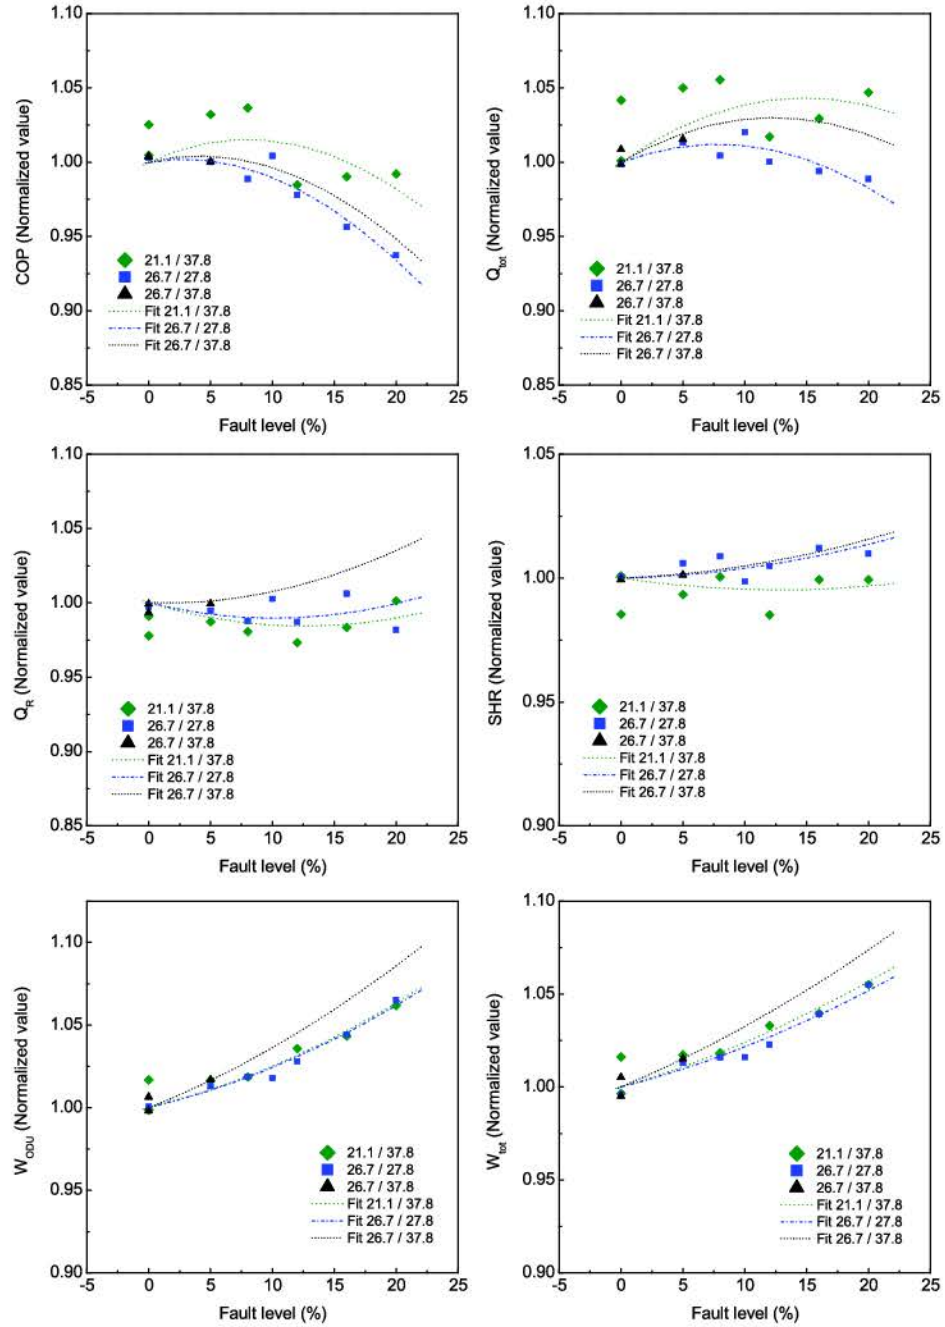 1.10
1.05
1.00
0.95
0.90
0.85
COP (Normalized value)
21.1 / 37.8
26.7 / 27.8
26.7 / 37.8
Fit 21.1 / 37.8
Fit 26.7 / 27.8
Fit 26.7 / 37.8
-5 0 5 10 15 20 25
Fault level (%)
1.10
1.05
1.00
0.95
0.90
0.85
Qtot (Normalized value)
21.1 / 37.8
26.7 / 27.8
26.7 / 37.8
Fit 21.1 / 37.8
Fit 26.7 / 27.8
Fit 26.7 / 37.8
-5 0 5 10 15 20 25
Fault level (%)
1.10
1.05
1.00
0.95
0.90
0.85
QR (Normalized value)
21.1 / 37.8
26.7 / 27.8
26.7 / 37.8
Fit 21.1 / 37.8
Fit 26.7 / 27.8
Fit 26.7 / 37.8
-5 0 5 10 15 20 25
Fault level (%)
1.05
1.00
0.95
0.90
SHR (Normalized value)
21.1 / 37.8
26.7 / 27.8
26.7 / 37.8
Fit 21.1 / 37.8
Fit 26.7 / 27.8
Fit 26.7 / 37.8
-5 0 5 10 15 20 25
Fault level (%)
1.10
1.05
1.00
0.95
0.90
WODU (Normalized value)
21.1 / 37.8
26.7 / 27.8
26.7 / 37.8
Fit 21.1 / 37.8
Fit 26.7 / 27.8
Fit 26.7 / 37.8
-5 0 5 10 15 20 25
Fault level (%)
1.10
1.05
1.00
0.95
0.90
Wtot (Normalized value)
21.1 / 37.8
26.7 / 27.8
26.7 / 37.8
Fit 21.1 / 37.8
Fit 26.7 / 27.8
Fit 26.7 / 37.8
-5 0 5 10 15 20 25
Fault level (%)